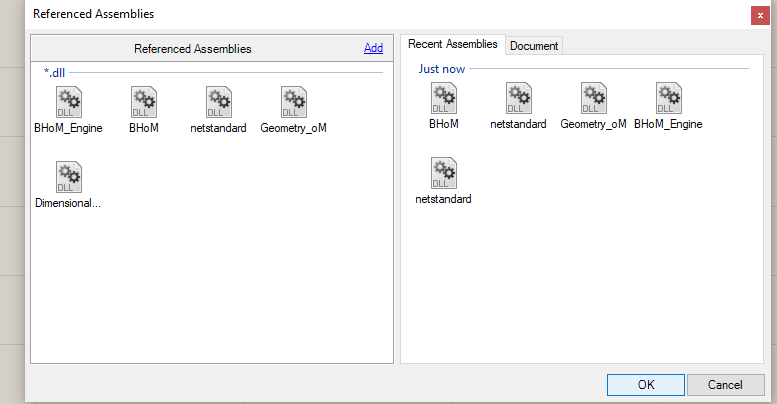 Referenced Assemblies
x
Referenced Assemblies
Add
*.dll
DLL DLL DLL DLL
BHoM_Engine BHoM netstandard Geometry_oM
DLL
Dimensional...
Recent Assemblies Document
Just now
DLL DLL DLL DLL
BHoM netstandard Geometry_oM BHoM_Engine
DLL
netstandard
OK Cancel